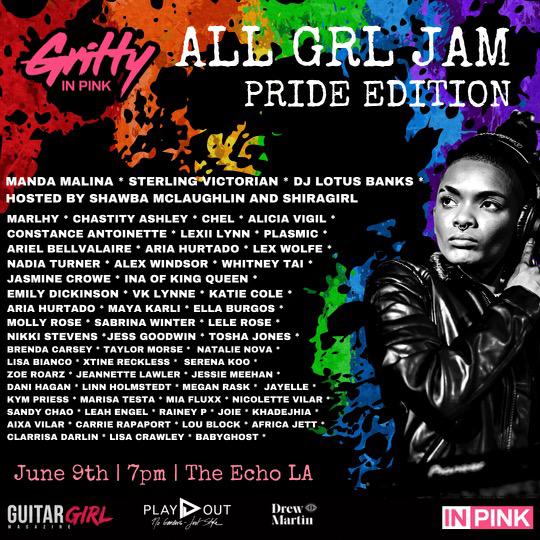 Gritty
IN PINK
ALL GRL JAM
PRIDE EDITION
MANDA MALINA * STERLING VICTORIAN * DJ LOTUS BANKS *
HOSTED BY SHAWBA MCLAUGHLIN AND SHIRAGIRL
MARLHY * CHASTITY ASHLEY * CHEL * ALICIA VIGIL *
CONSTANCE ANTOINETTE * LEXII LYNN * PLASMIC *
ARIEL BELLVALAIRE * ARIA HURTADO * LEX WOLFE *
NADIA TURNER * ALEX WINDSOR * WHITNEY TAI *
JASMINE CROWE * INA OF KING QUEEN *
EMILY DICKINSON * VK LYNNE * KATIE COLE *
ARIA HURTADO * MAYA KARLI * ELLA BURGOS *
MOLLY ROSE * SABRINA WINTER * LELE ROSE *
NIKKI STEVENS *JESS GOODWIN * TOSHA JONES *
BRENDA CARSEY * TAYLOR MORSE * NATALIE NOVA *
LISA BIANCO * XTINE RECKLESS * SERENA KOO *
ZOE ROARZ * JEANNETTE LAWLER * JESSIE MEEHAN *
DANI HAGAN * LINN HOLMSTEDT * MEGAN RASK * JAYELLE *
KYM PRIESS * MARISA TESTA * MIA FLUXX * NICOLETTE VILAR *
SANDY CHAO * LEAH ENGEL * RAINEY P * JOIE * KHADEJHIA *
AIXA VILAR * CARRIE RAPAPORT * LOU BLOCK * AFRICA JETT *
CLARRISA DARLIN * LISA CRAWLEY * BABYGHOST *
June 9th | 7pm | The Echo LA
GUITAR GIRL
MAGAZINE
PLAY OUT
No Genders - Just Style
Drew
Martin
IN PINK